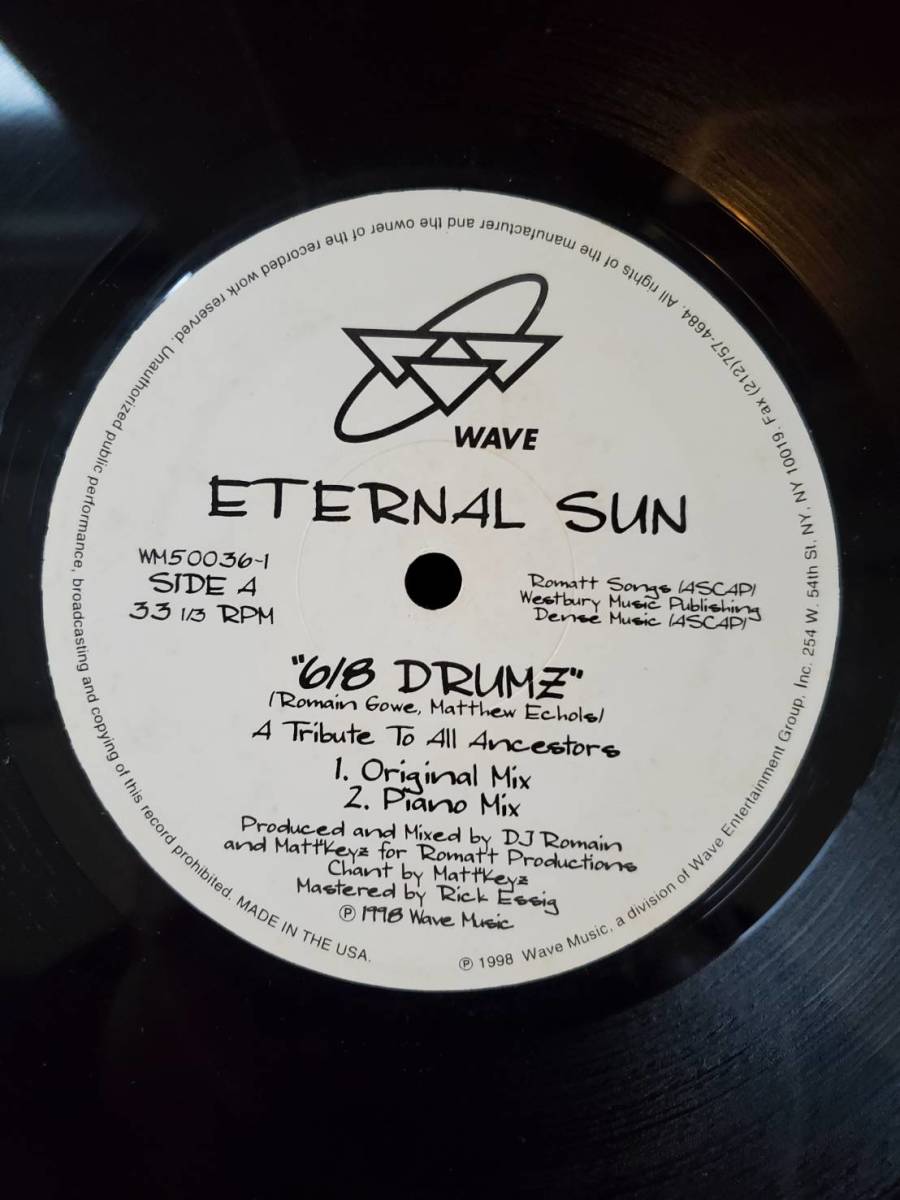 WAVE
ETERNAL SUN
WM50036-1
SIDE A
33 1/3 RPM
Romatt Songs (ASCAP)
Westbury Music Publishing
Dense Music (ASCAP)
"6/8 DRUMZ"
(Romain Gowe, Matthew Echols)
A Tribute To All Ancestors
1. Original Mix
2. Piano Mix
Produced and Mixed by DJ Romain
and Matt"Keyz for Romatt Productions
Chant by Matt"Keyz
Mastered by Rick Essig
℗ 1998 Wave Music
℗ 1998 Wave Music, a division of Wave Entertainment Group, Inc. 254 W. 54th St, NY, NY 10019. Fax (212)757-4684. All rights of the manufacturer and the owner of the recorded work reserved. Unauthorized public performance, broadcasting and copying of this record prohibited. MADE IN THE USA.